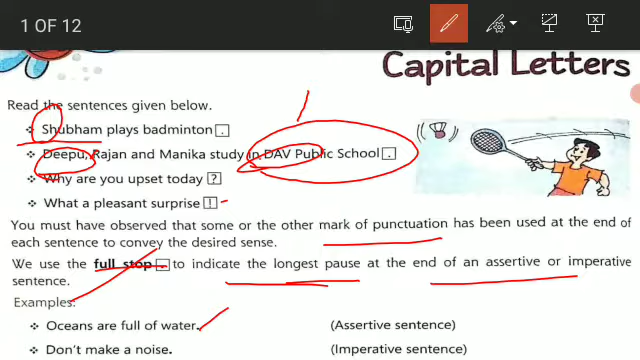 1 OF 12
Capital Letters
Read the sentences given below.
❖ Shubham plays badminton .
❖ Deepu, Rajan and Manika study in DAV Public School .
❖ Why are you upset today ?
❖ What a pleasant surprise !
You must have observed that some or the other mark of punctuation has been used at the end of
each sentence to convey the desired sense.
We use the full stop . to indicate the longest pause at the end of an assertive or imperative
sentence.
Examples:
❖ Oceans are full of water. (Assertive sentence)
❖ Don't make a noise. (Imperative sentence)